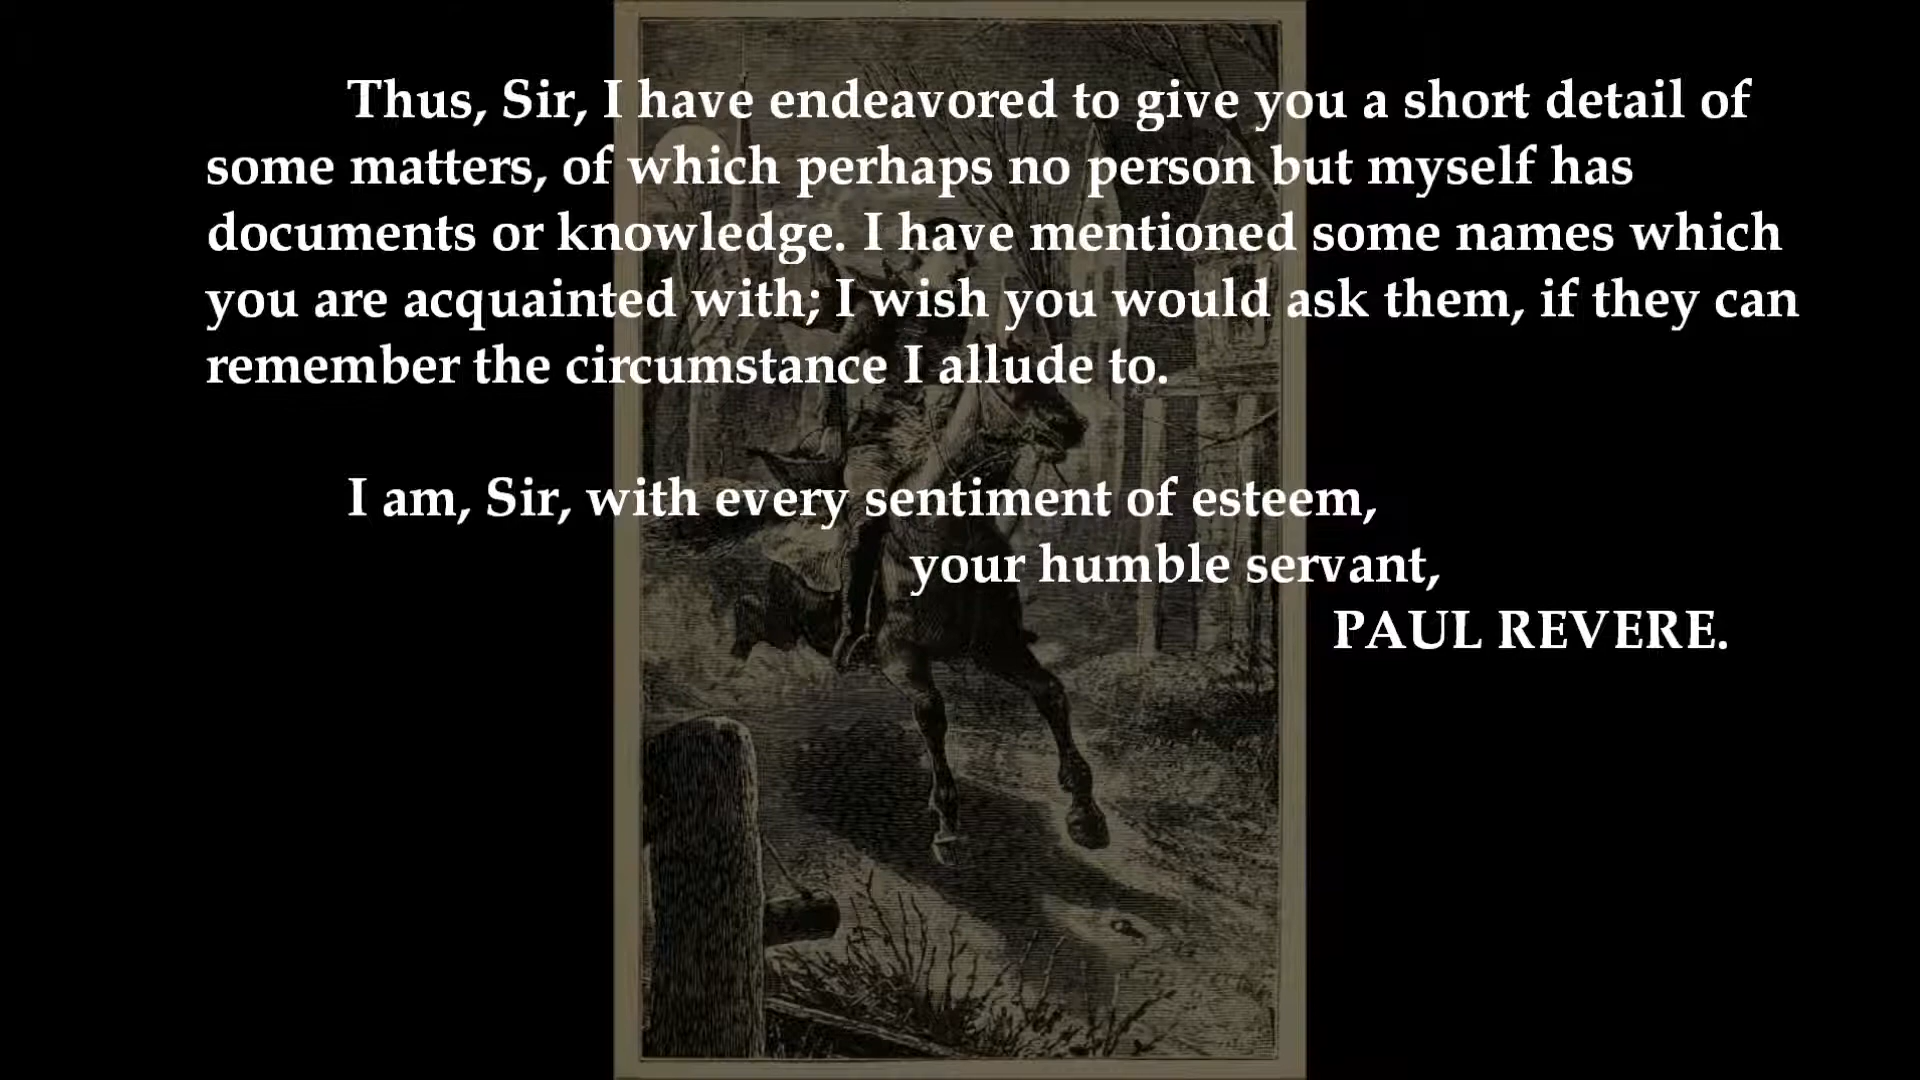 Thus, Sir, I have endeavored to give you a short detail of
some matters, of which perhaps no person but myself has
documents or knowledge. I have mentioned some names which
you are acquainted with; I wish you would ask them, if they can
remember the circumstance I allude to.
I am, Sir, with every sentiment of esteem,
your humble servant,
PAUL REVERE.